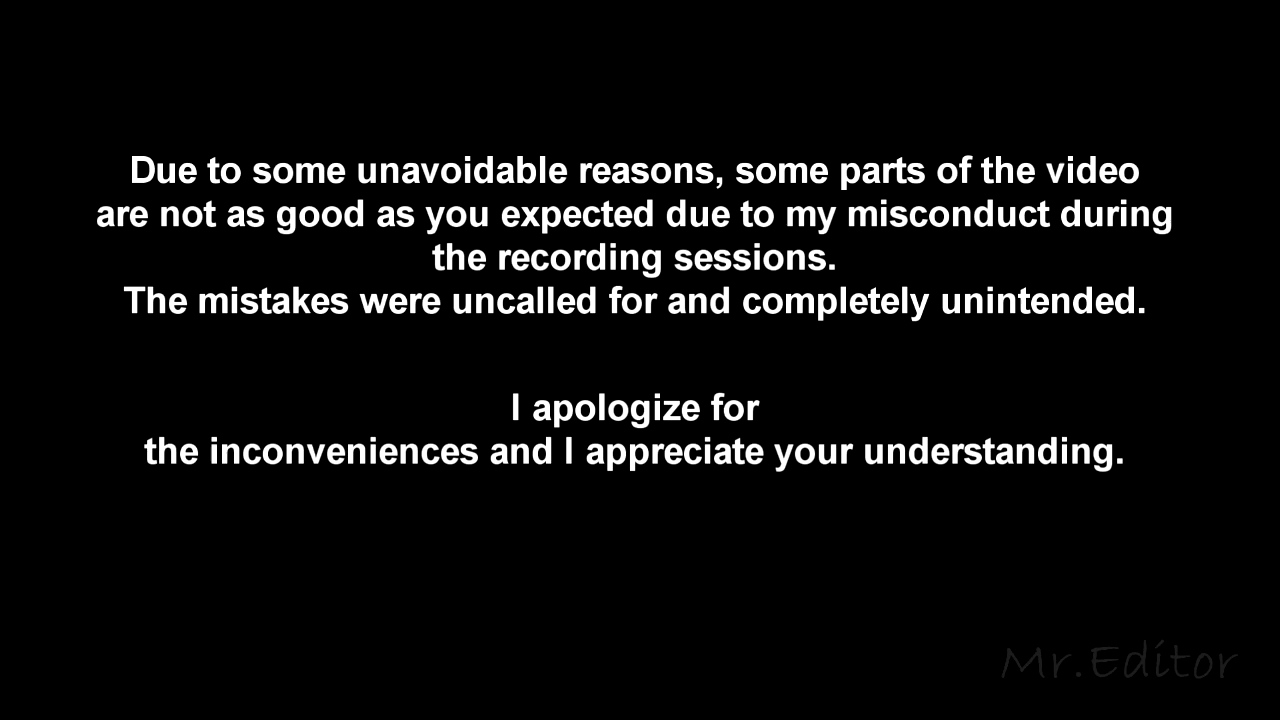 Due to some unavoidable reasons, some parts of the video
are not as good as you expected due to my misconduct during
the recording sessions.
The mistakes were uncalled for and completely unintended.
I apologize for
the inconveniences and I appreciate your understanding.
Mr.Editor